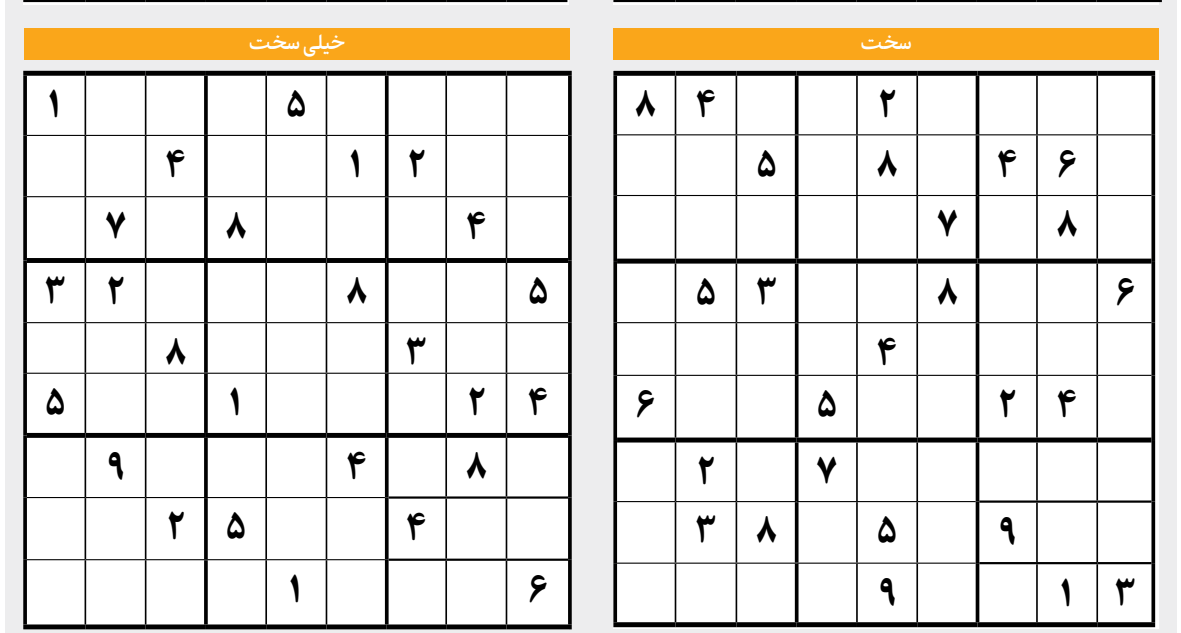 سخت
۸ ۴ ۲
۵ ۸ ۴ ۶
۷ ۸
۵ ۳ ۸ ۶
۴
۶ ۵ ۲ ۴
۲ ۷
۳ ۸ ۵ ۹
۹ ۱ ۳
خیلی سخت
۱ ۵
۴ ۱ ۲
۷ ۸ ۴
۳ ۲ ۸ ۵
۸ ۳
۵ ۱ ۲ ۴
۹ ۴ ۸
۲ ۵ ۴
۱ ۶